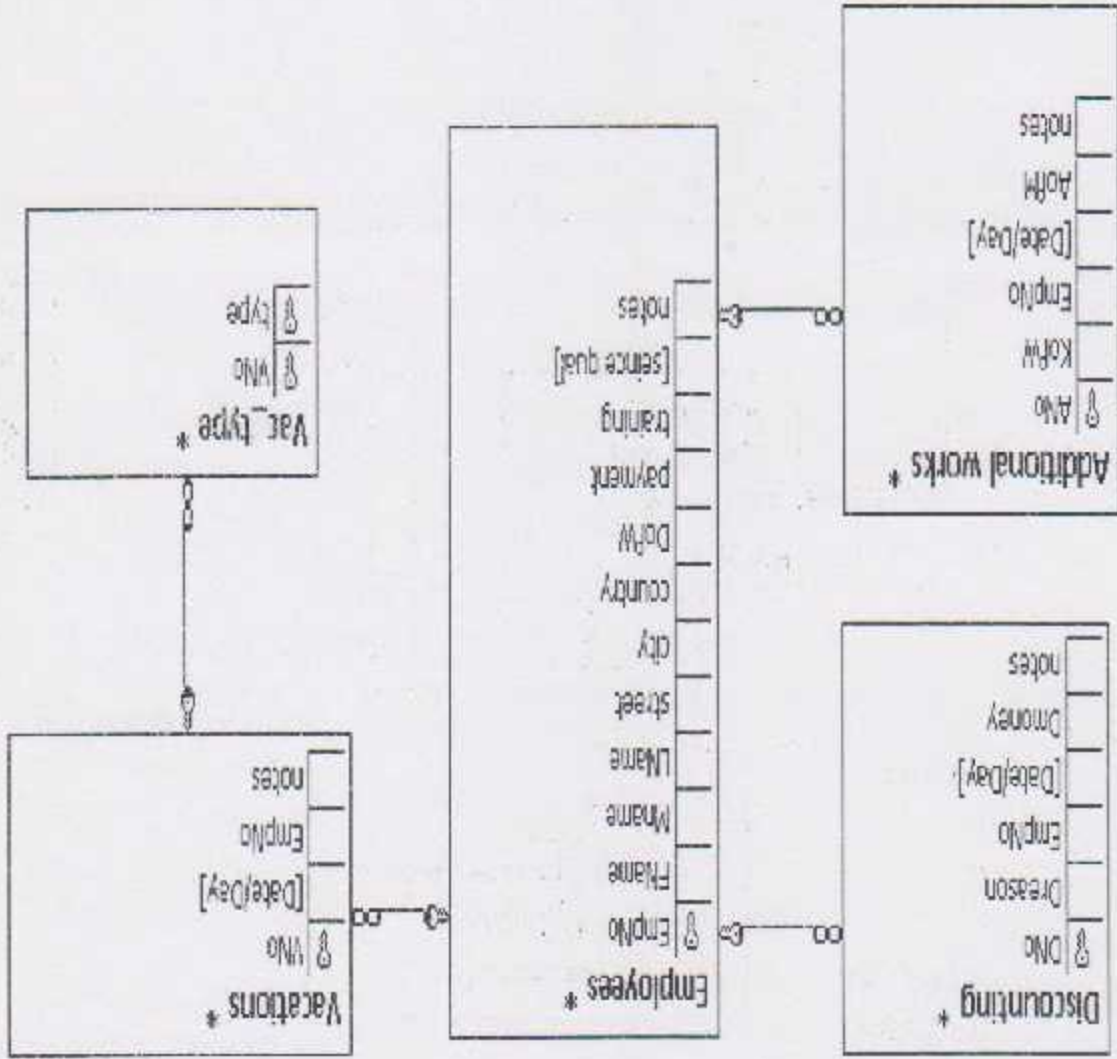 Discounting *
DNo
Dreason
EmpNo
[Date/Day]
Dmoney
notes
Employees *
EmpNo
FName
Mname
LName
street
city
country
DofW
payment
training
[seince qual]
notes
Vacations *
VNo
[Date/Day]
EmpNo
notes
Additional works *
ANo
KofW
EmpNo
[Date/Day]
AofM
notes
Vac_type *
VNo
type